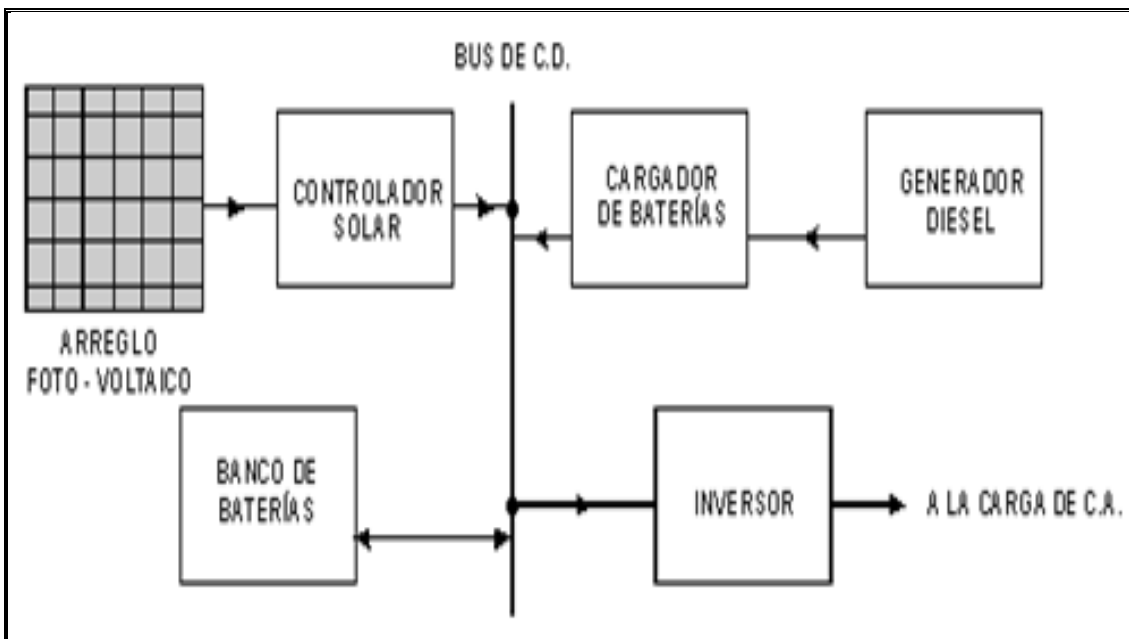 BUS DE C.D.
CONTROLADOR
SOLAR
CARGADOR
DE BATERÍAS
GENERADOR
DIESEL
ARREGLO
FOTO - VOLTAICO
BANCO DE
BATERÍAS
INVERSOR
A LA CARGA DE C.A.